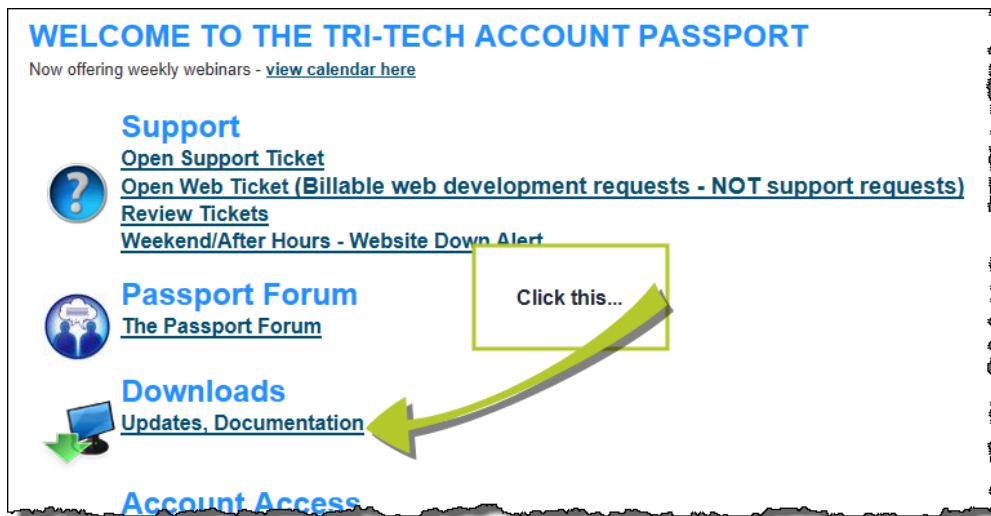 WELCOME TO THE TRI-TECH ACCOUNT PASSPORT
Now offering weekly webinars - view calendar here
Support
Open Support Ticket
Open Web Ticket (Billable web development requests - NOT support requests)
Review Tickets
Weekend/After Hours - Website Down Alert
Click this...
Passport Forum
The Passport Forum
Downloads
Updates, Documentation
Account Access